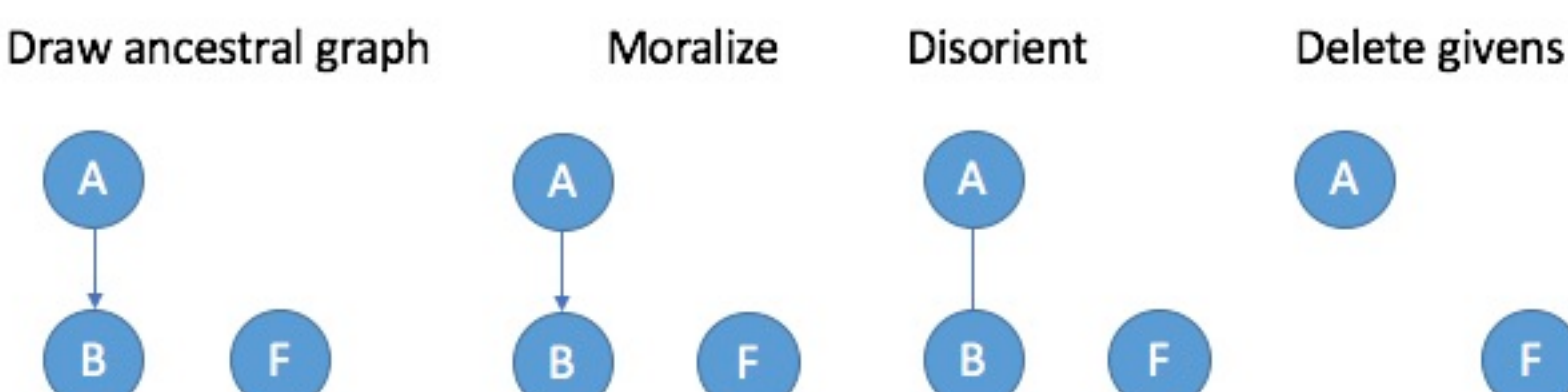 Draw ancestral graph Moralize Disorient Delete givens
A A A A
B F B F B F F